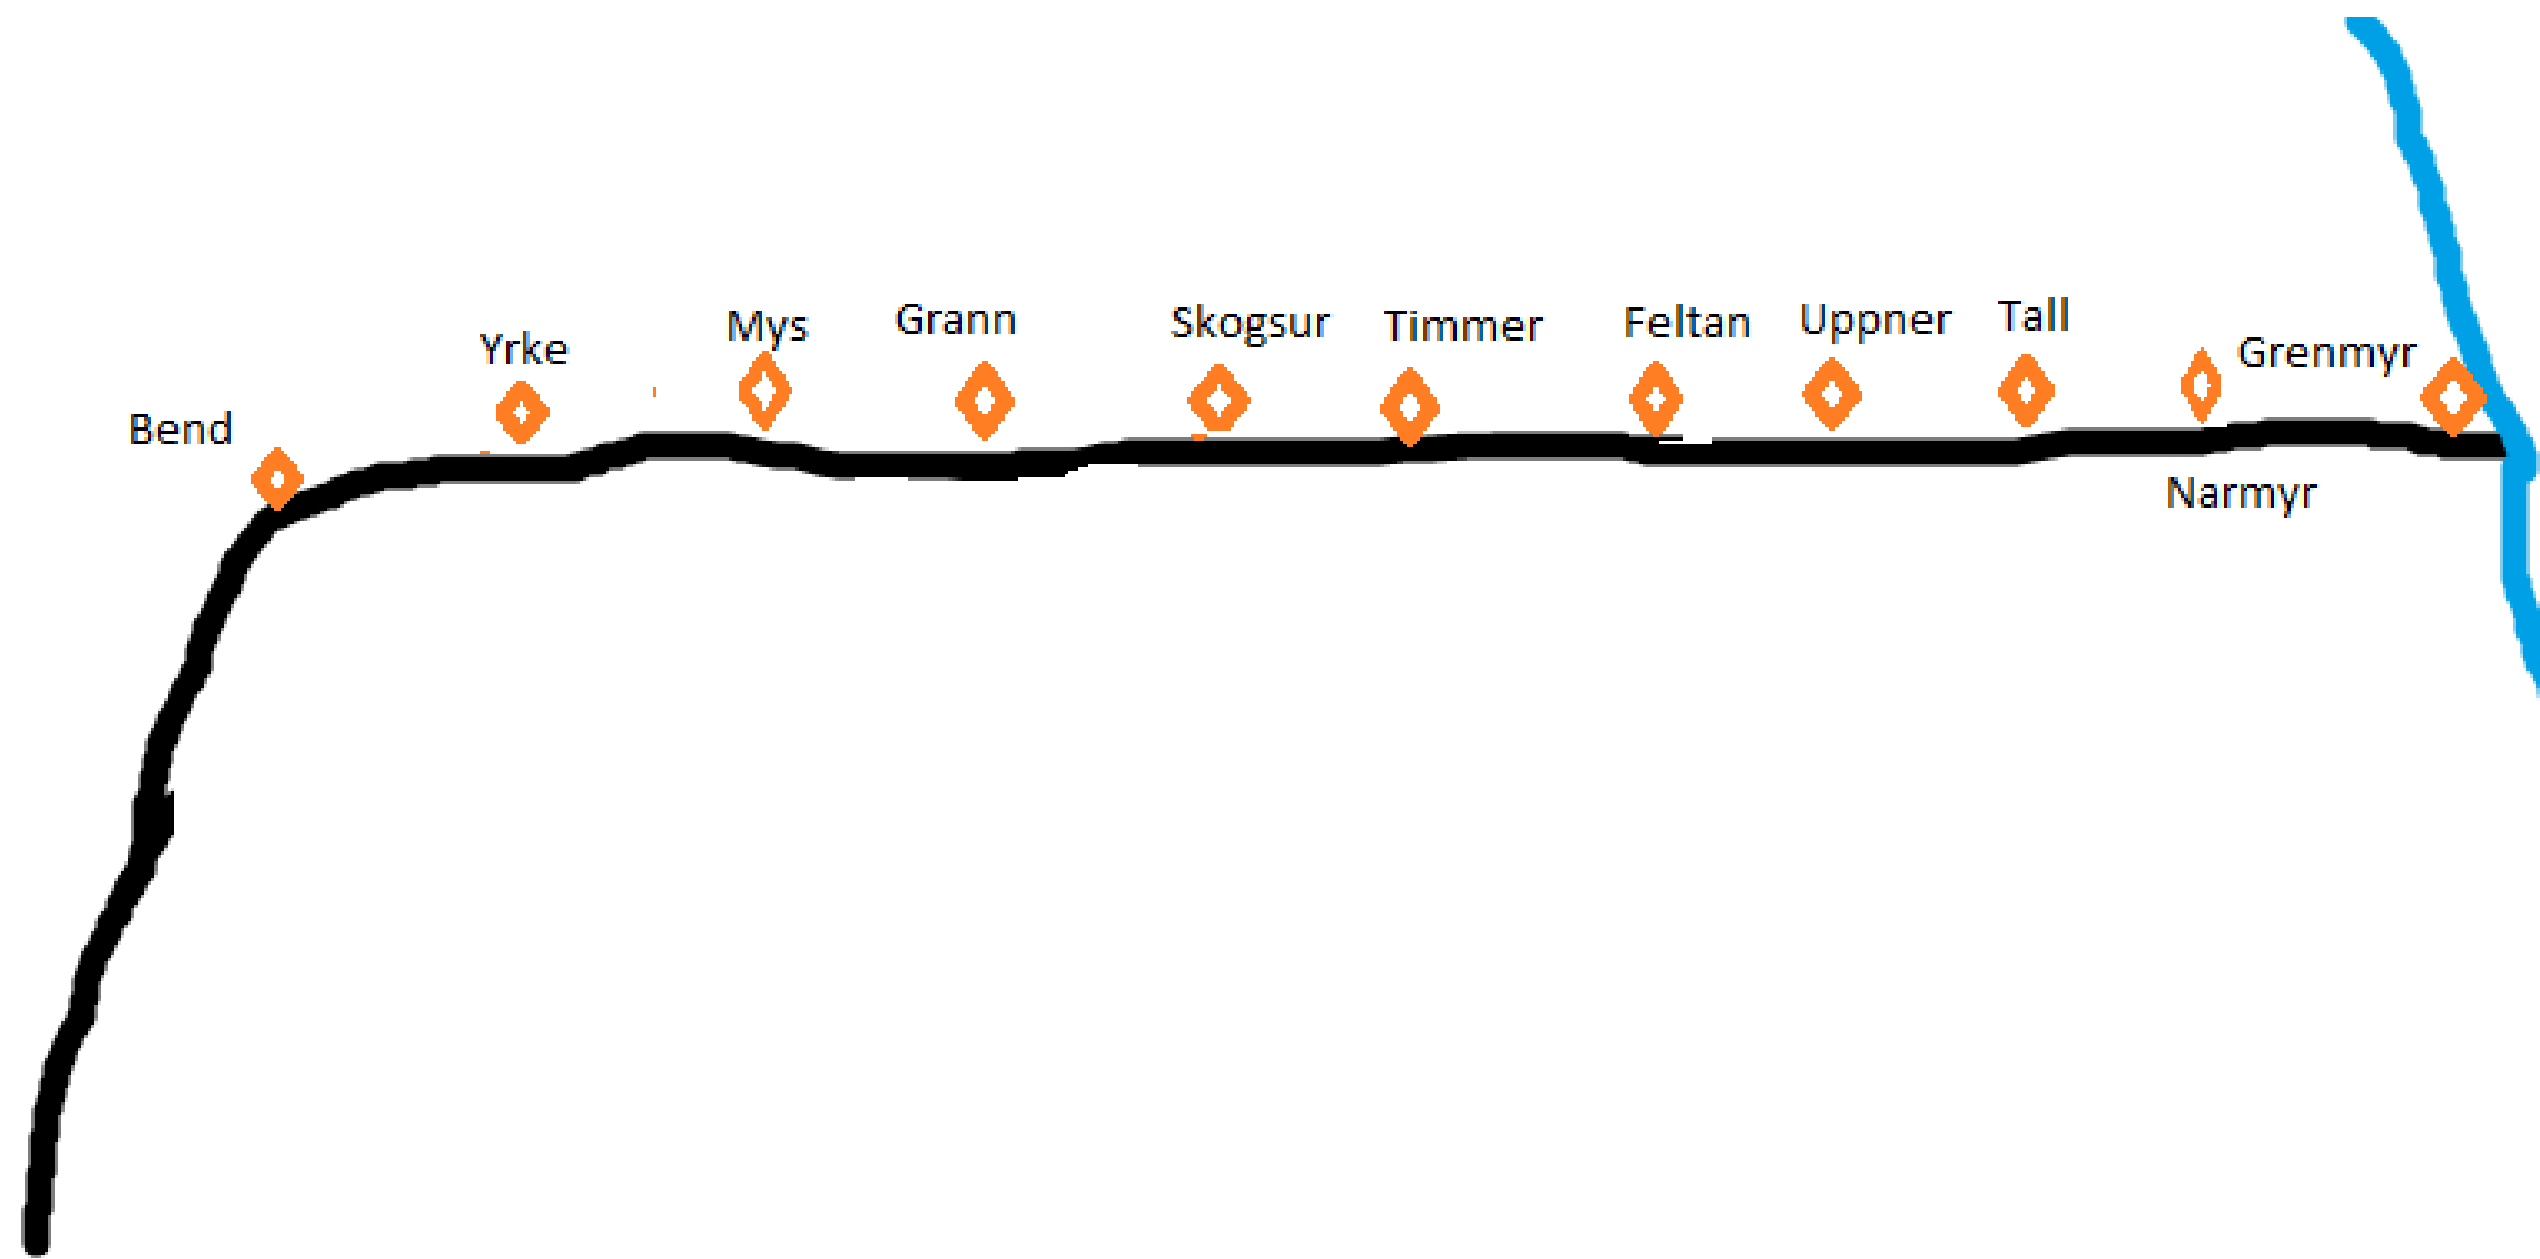 Bend
Yrke
Mys
Grann
Skogsur
Timmer
Feltan
Uppner
Tall
Grenmyr
Narmyr